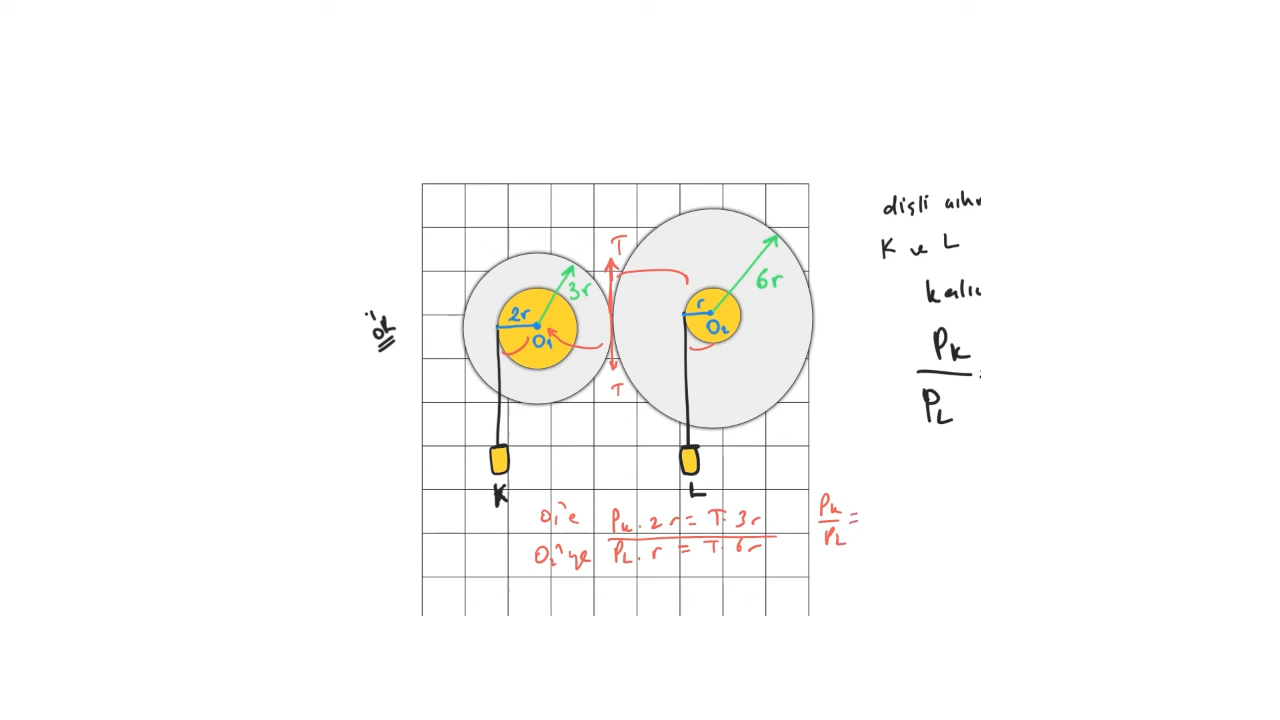 ör
2r
3r
O₁
K
T
T
r
6r
O₂
L
dişli
K ve L
P_K
P_L
O₁'e P_K . 2r = T . 3r
O₂'ye P_L . r = T . 6r
P_K
P_L =